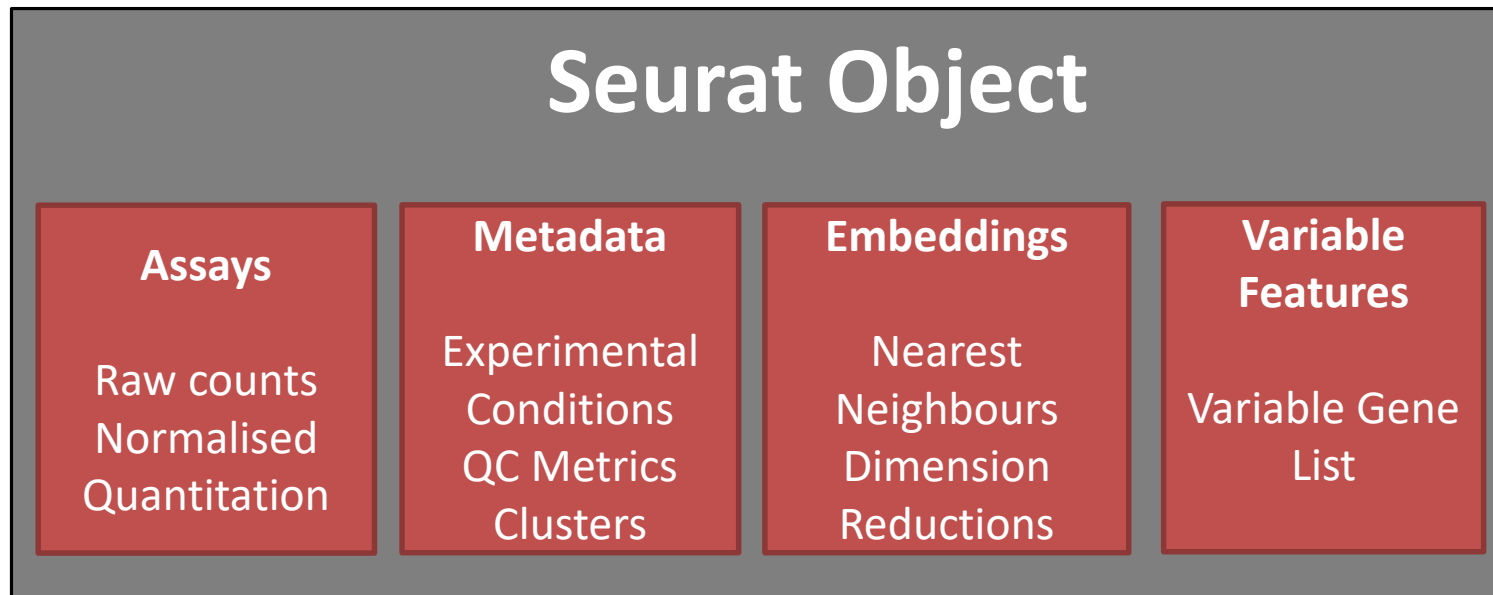 Seurat Object
Assays
Raw counts
Normalised
Quantitation
Metadata
Experimental
Conditions
QC Metrics
Clusters
Embeddings
Nearest
Neighbours
Dimension
Reductions
Variable
Features
Variable Gene
List